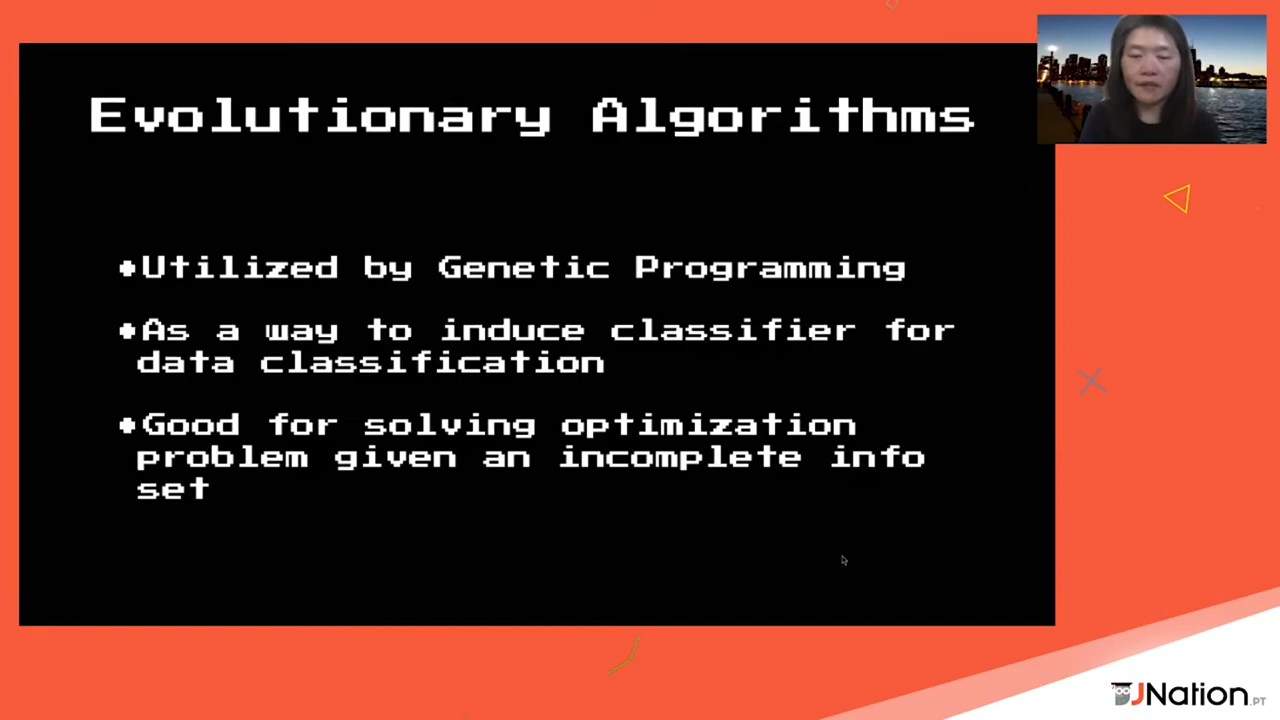 Evolutionary Algorithms
•Utilized by Genetic Programming
•As a way to induce classifier for
data classification
•Good for solving optimization
problem given an incomplete info
set
JNation.PT